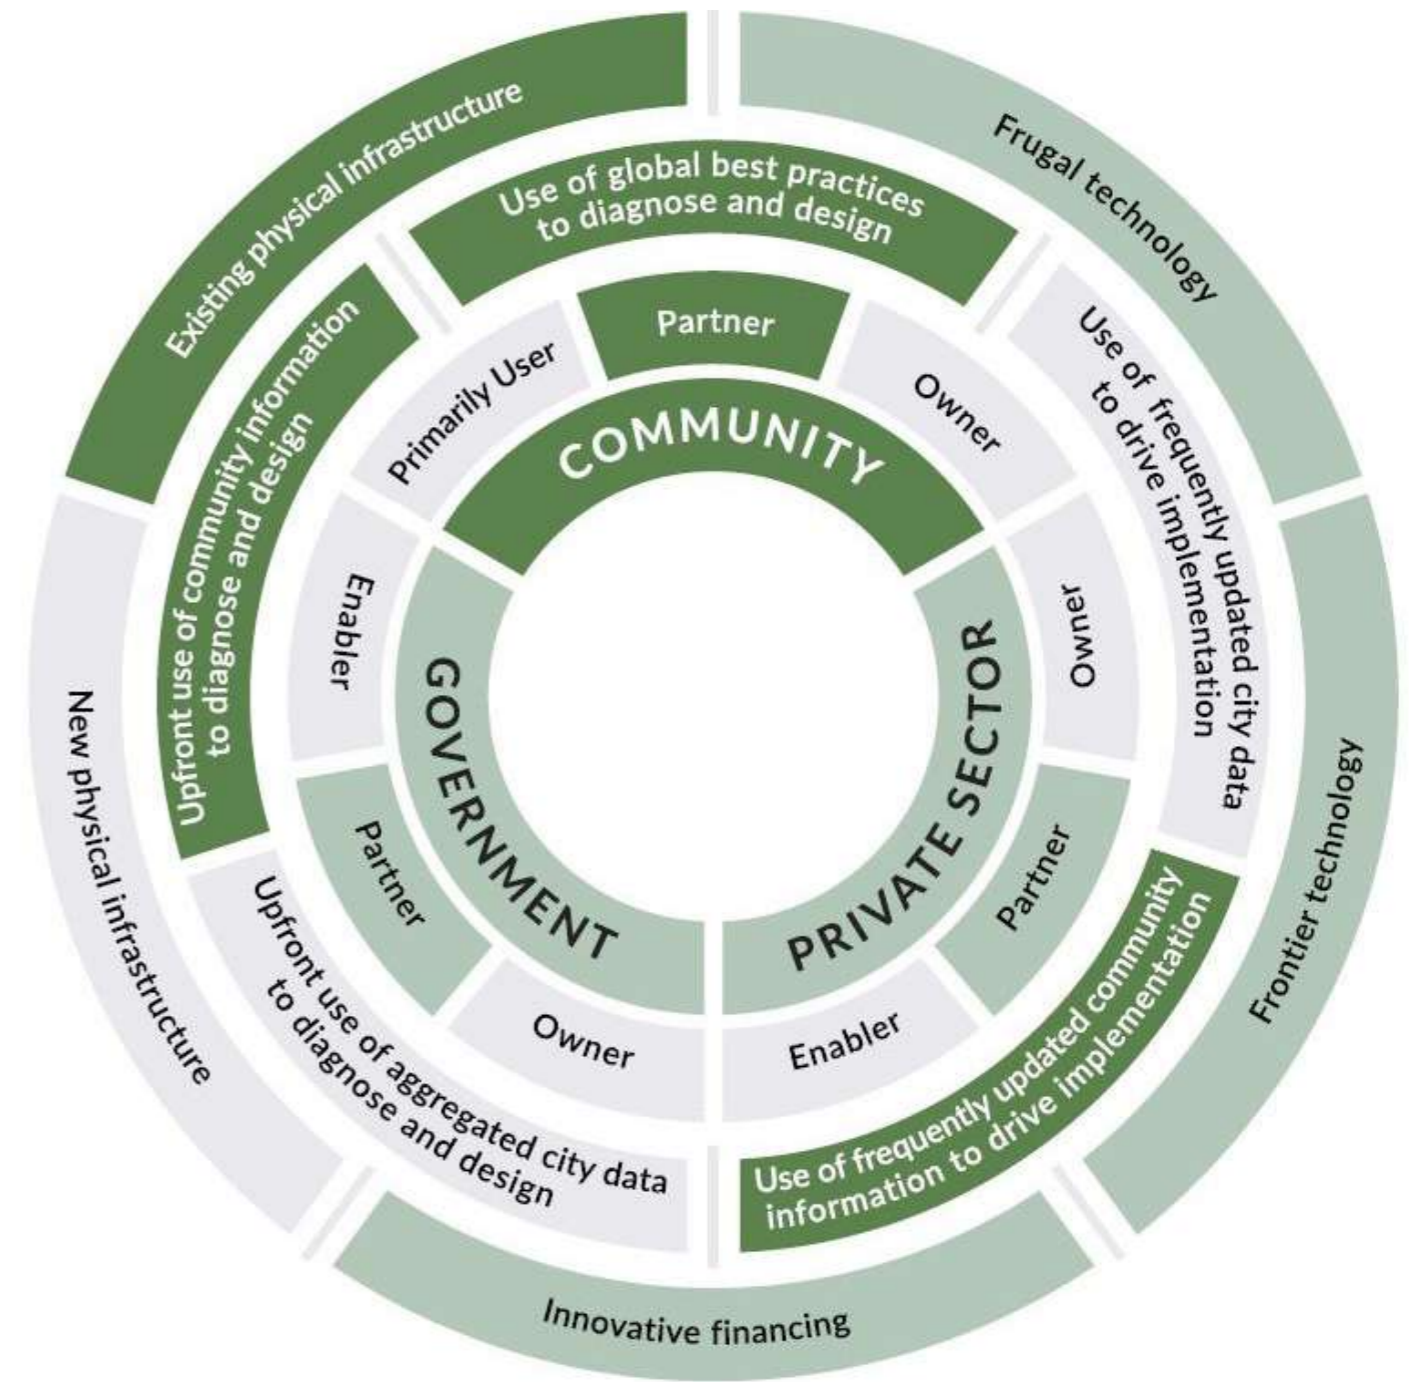 Existing physical infrastructure
Frugal technology
Use of global best practices
to diagnose and design
Upfront use of community information
to diagnose and design
Use of frequently updated city data
to drive implementation
Primarily User
Partner
Owner
COMMUNITY
Enabler
Owner
GOVERNMENT
PRIVATE SECTOR
Partner
Partner
Owner
Enabler
New physical infrastructure
Frontier technology
Upfront use of aggregated city data
to diagnose and design
Use of frequently updated community
information to drive implementation
Innovative financing